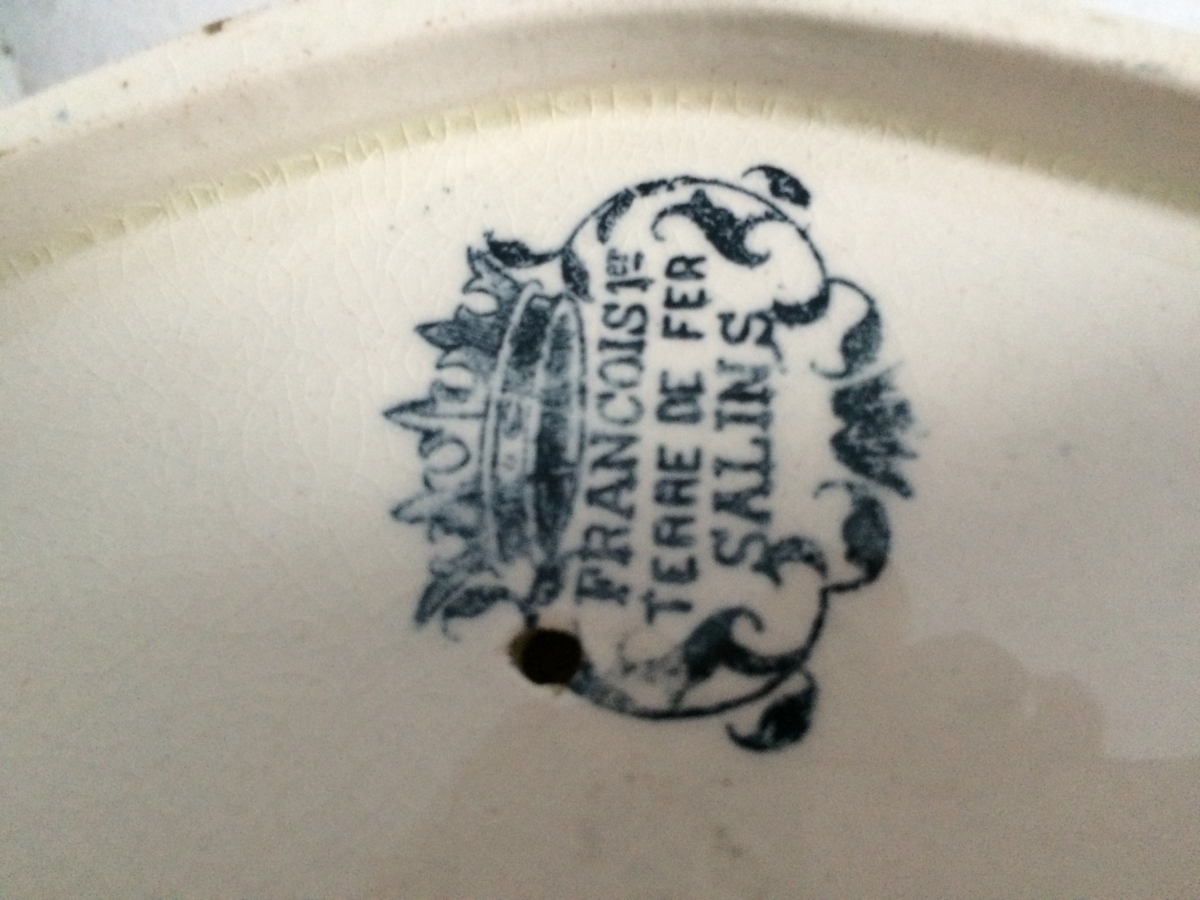 FRANCOIS 1er
TERRE DE FER
SALINS